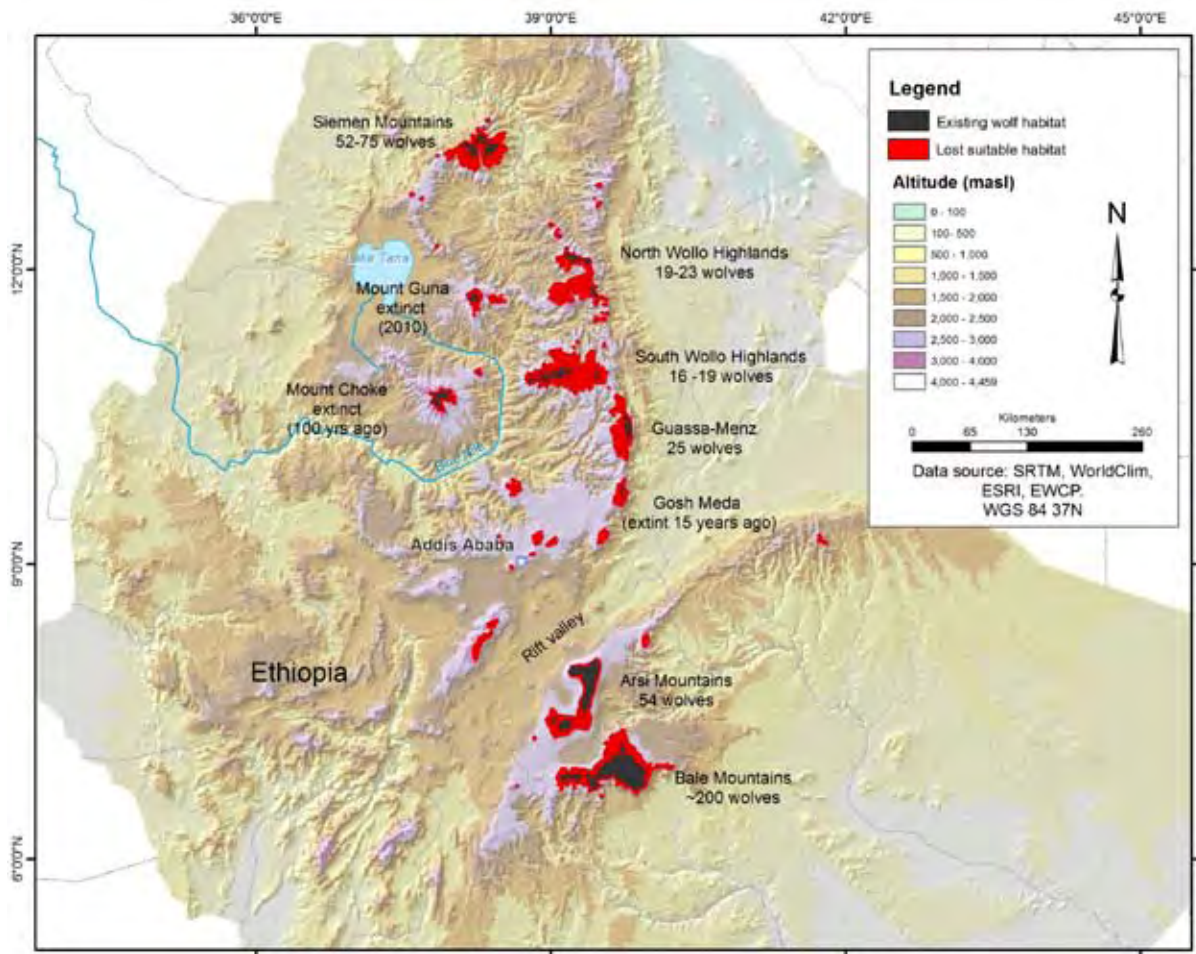 36°0'0"E
39°0'0"E
42°0'0"E
45°0'0"E
12°0'0"N
9°0'0"N
6°0'0"N
Siemen Mountains
52-75 wolves
Lake Tana
Mount Guna
extinct
(2010)
Mount Choke
extinct
(100 yrs ago)
Blue Nile
North Wollo Highlands
19-23 wolves
South Wollo Highlands
16 -19 wolves
Guassa-Menz
25 wolves
Gosh Meda
(extint 15 years ago)
Addis Ababa
Rift valley
Ethiopia
Arsi Mountains
54 wolves
Bale Mountains
~200 wolves
Legend
Existing wolf habitat
Lost suitable habitat
Altitude (masl)
0 - 100
100- 500
500 - 1,000
1,000 - 1,500
1,500 - 2,000
2,000 - 2,500
2,500 - 3,000
3,000 - 4,000
4,000 - 4,459
N
Kilometers
0 65 130 260
Data source: SRTM, WorldClim,
ESRI, EWCP.
WGS 84 37N